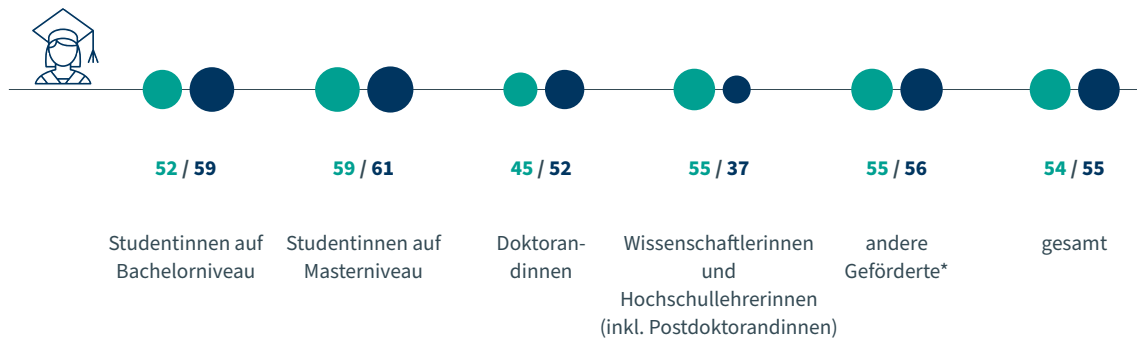 52 / 59
59 / 61
45 / 52
55 / 37
55 / 56
54 / 55
Studentinnen auf
Bachelorniveau
Studentinnen auf
Masterniveau
Doktoran-
dinnen
Wissenschaftlerinnen
und
Hochschullehrerinnen
(inkl. Postdoktorandinnen)
andere
Geförderte*
gesamt